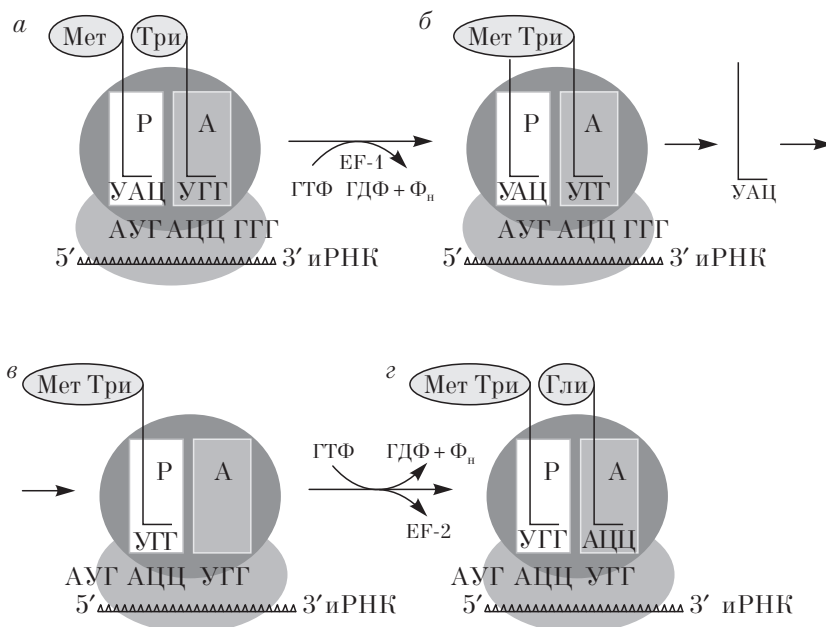 а
Мет Три
Р А
УАЦ УГГ
АУГ АЦЦ ГГГ
5′ 3′ иРНК
EF-1
ГТФ ГДФ + Фн
б
Мет Три
Р А
УАЦ УГГ
АУГ АЦЦ ГГГ
5′ 3′ иРНК
УАЦ
в
Мет Три
Р А
УГГ
АУГ АЦЦ УГГ
5′ 3′ иРНК
ГТФ ГДФ + Фн
EF-2
г
Мет Три Гли
Р А
УГГ АЦЦ
АУГ АЦЦ УГГ
5′ 3′ иРНК